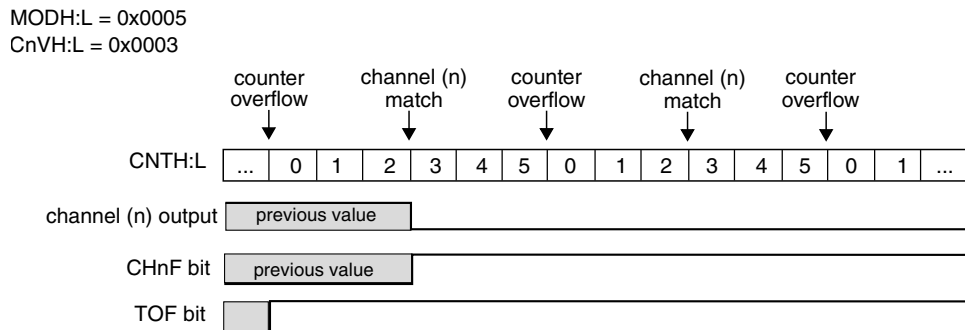 MODH:L = 0x0005
CnVH:L = 0x0003
counter overflow
channel (n) match
counter overflow
channel (n) match
counter overflow
CNTH:L ... 0 1 2 3 4 5 0 1 2 3 4 5 0 1 ...
channel (n) output previous value
CHnF bit previous value
TOF bit